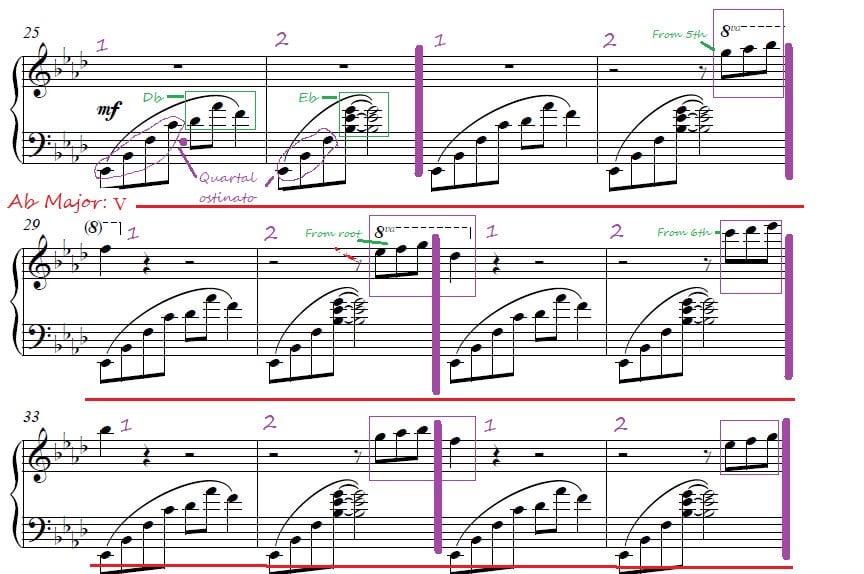 25
1
2
1
2
From 5th
8va
mf
Db
Eb
Quartal
ostinato
Ab Major: V
29
(8)
1
2
From root
8va
1
2
From 6th
33
1
2
1
2